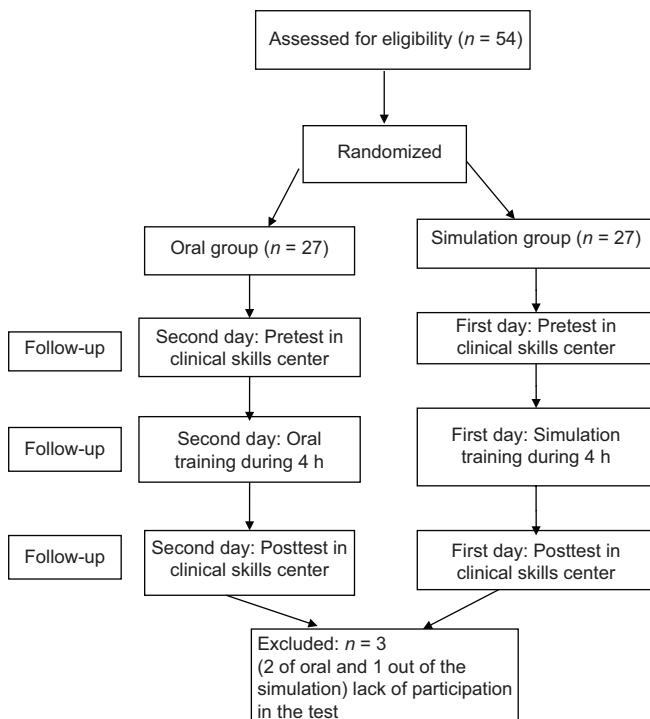 Assessed for eligibility (n = 54)
Randomized
Oral group (n = 27)
Simulation group (n = 27)
Follow-up
Second day: Pretest in
clinical skills center
First day: Pretest in
clinical skills center
Follow-up
Second day: Oral
training during 4 h
First day: Simulation
training during 4 h
Follow-up
Second day: Posttest in
clinical skills center
First day: Posttest in
clinical skills center
Excluded: n = 3
(2 of oral and 1 out of the
simulation) lack of participation
in the test